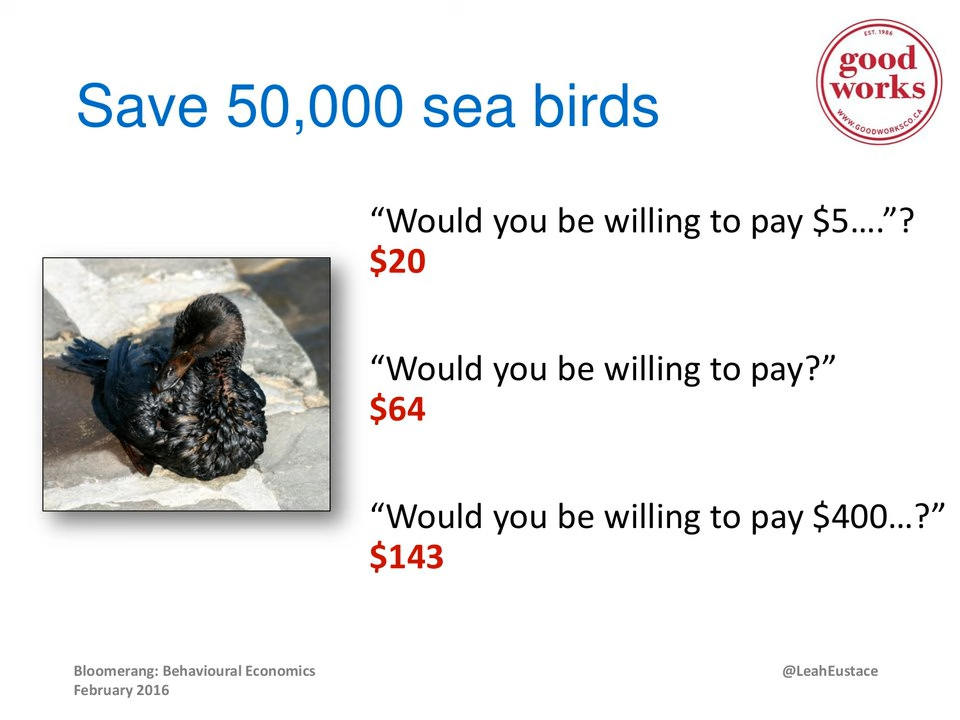 EST. 1986
good
works
WWW.GOODWORKSCO.CA
Save 50,000 sea birds
“Would you be willing to pay $5….”?
$20
“Would you be willing to pay?”
$64
“Would you be willing to pay $400…?”
$143
Bloomerang: Behavioural Economics
February 2016
@LeahEustace